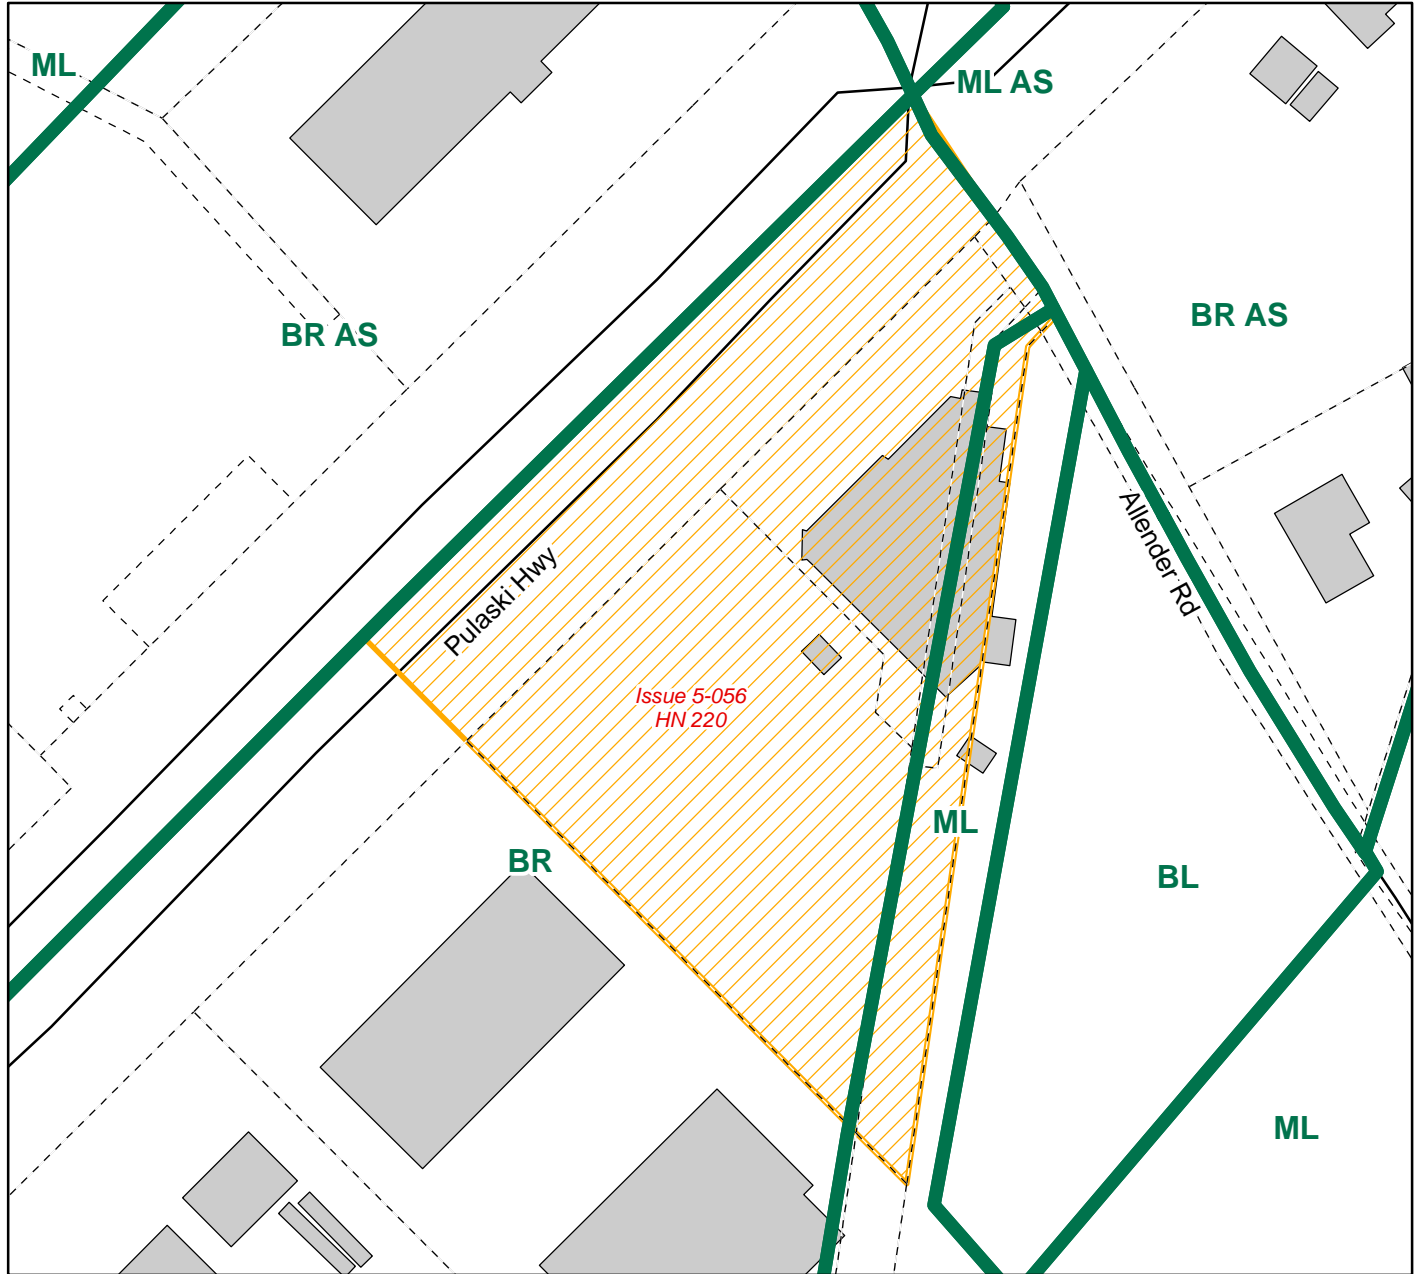 ML
ML AS
BR AS
BR AS
Pulaski Hwy
Allender Rd
Issue 5-056
HN 220
ML
BR
BL
ML